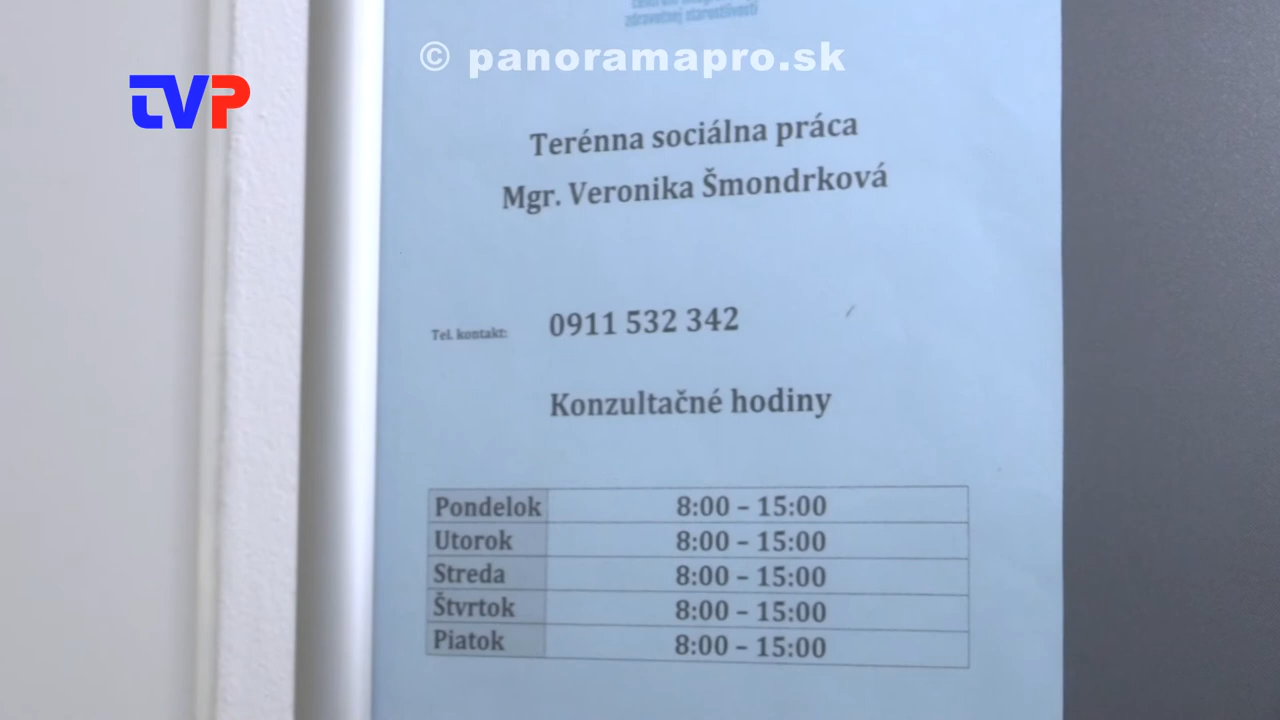 zdravotnej starostlivosti
© panoramapro.sk
TVP
Terénna sociálna práca
Mgr. Veronika Šmondrková
Tel. kontakt: 0911 532 342
Konzultačné hodiny
Pondelok 8:00 – 15:00
Utorok 8:00 – 15:00
Streda 8:00 – 15:00
Štvrtok 8:00 – 15:00
Piatok 8:00 – 15:00